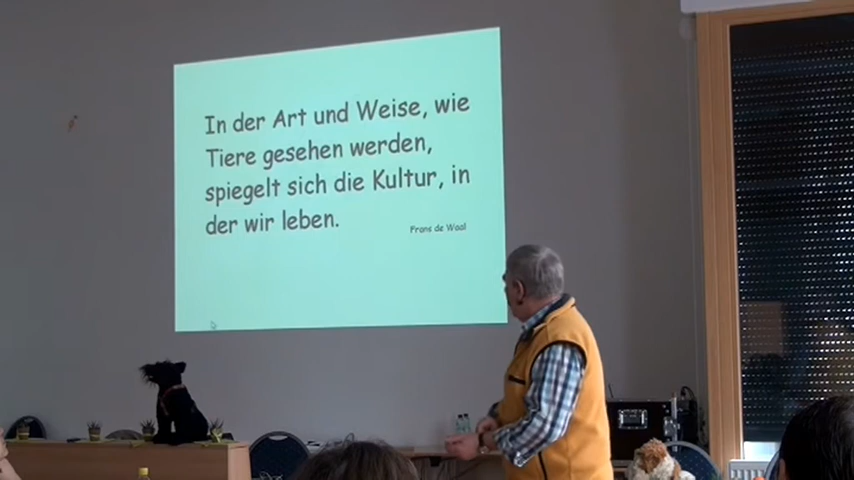 In der Art und Weise, wie
Tiere gesehen werden,
spiegelt sich die Kultur, in
der wir leben.
Frans de Waal